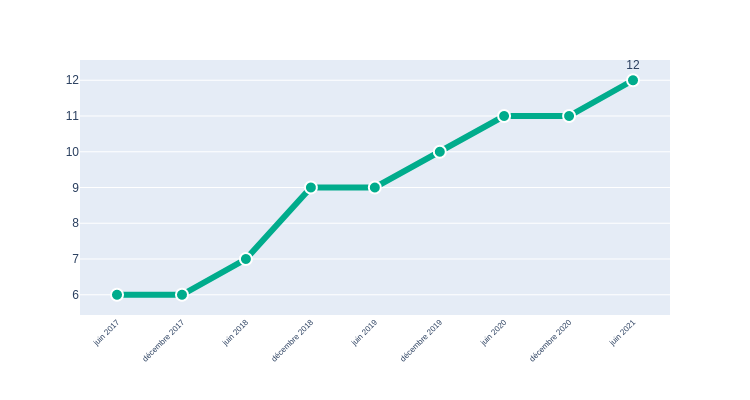 12
12
11
10
9
8
7
6
juin 2017
décembre 2017
juin 2018
décembre 2018
juin 2019
décembre 2019
juin 2020
décembre 2020
juin 2021